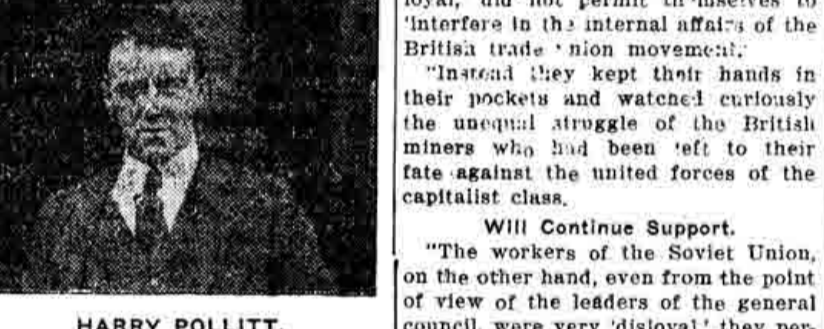 HARRY POLLITT.
loyal, did not permit themselves to
'interfere in the internal affairs of the
British trade union movement.'
"Instead they kept their hands in
their pockets and watched curiously
the unequal struggle of the British
miners who had been left to their
fate against the united forces of the
capitalist class.
Will Continue Support.
"The workers of the Soviet Union,
on the other hand, even from the point
of view of the leaders of the general
council, were very 'disloyal,' they per-